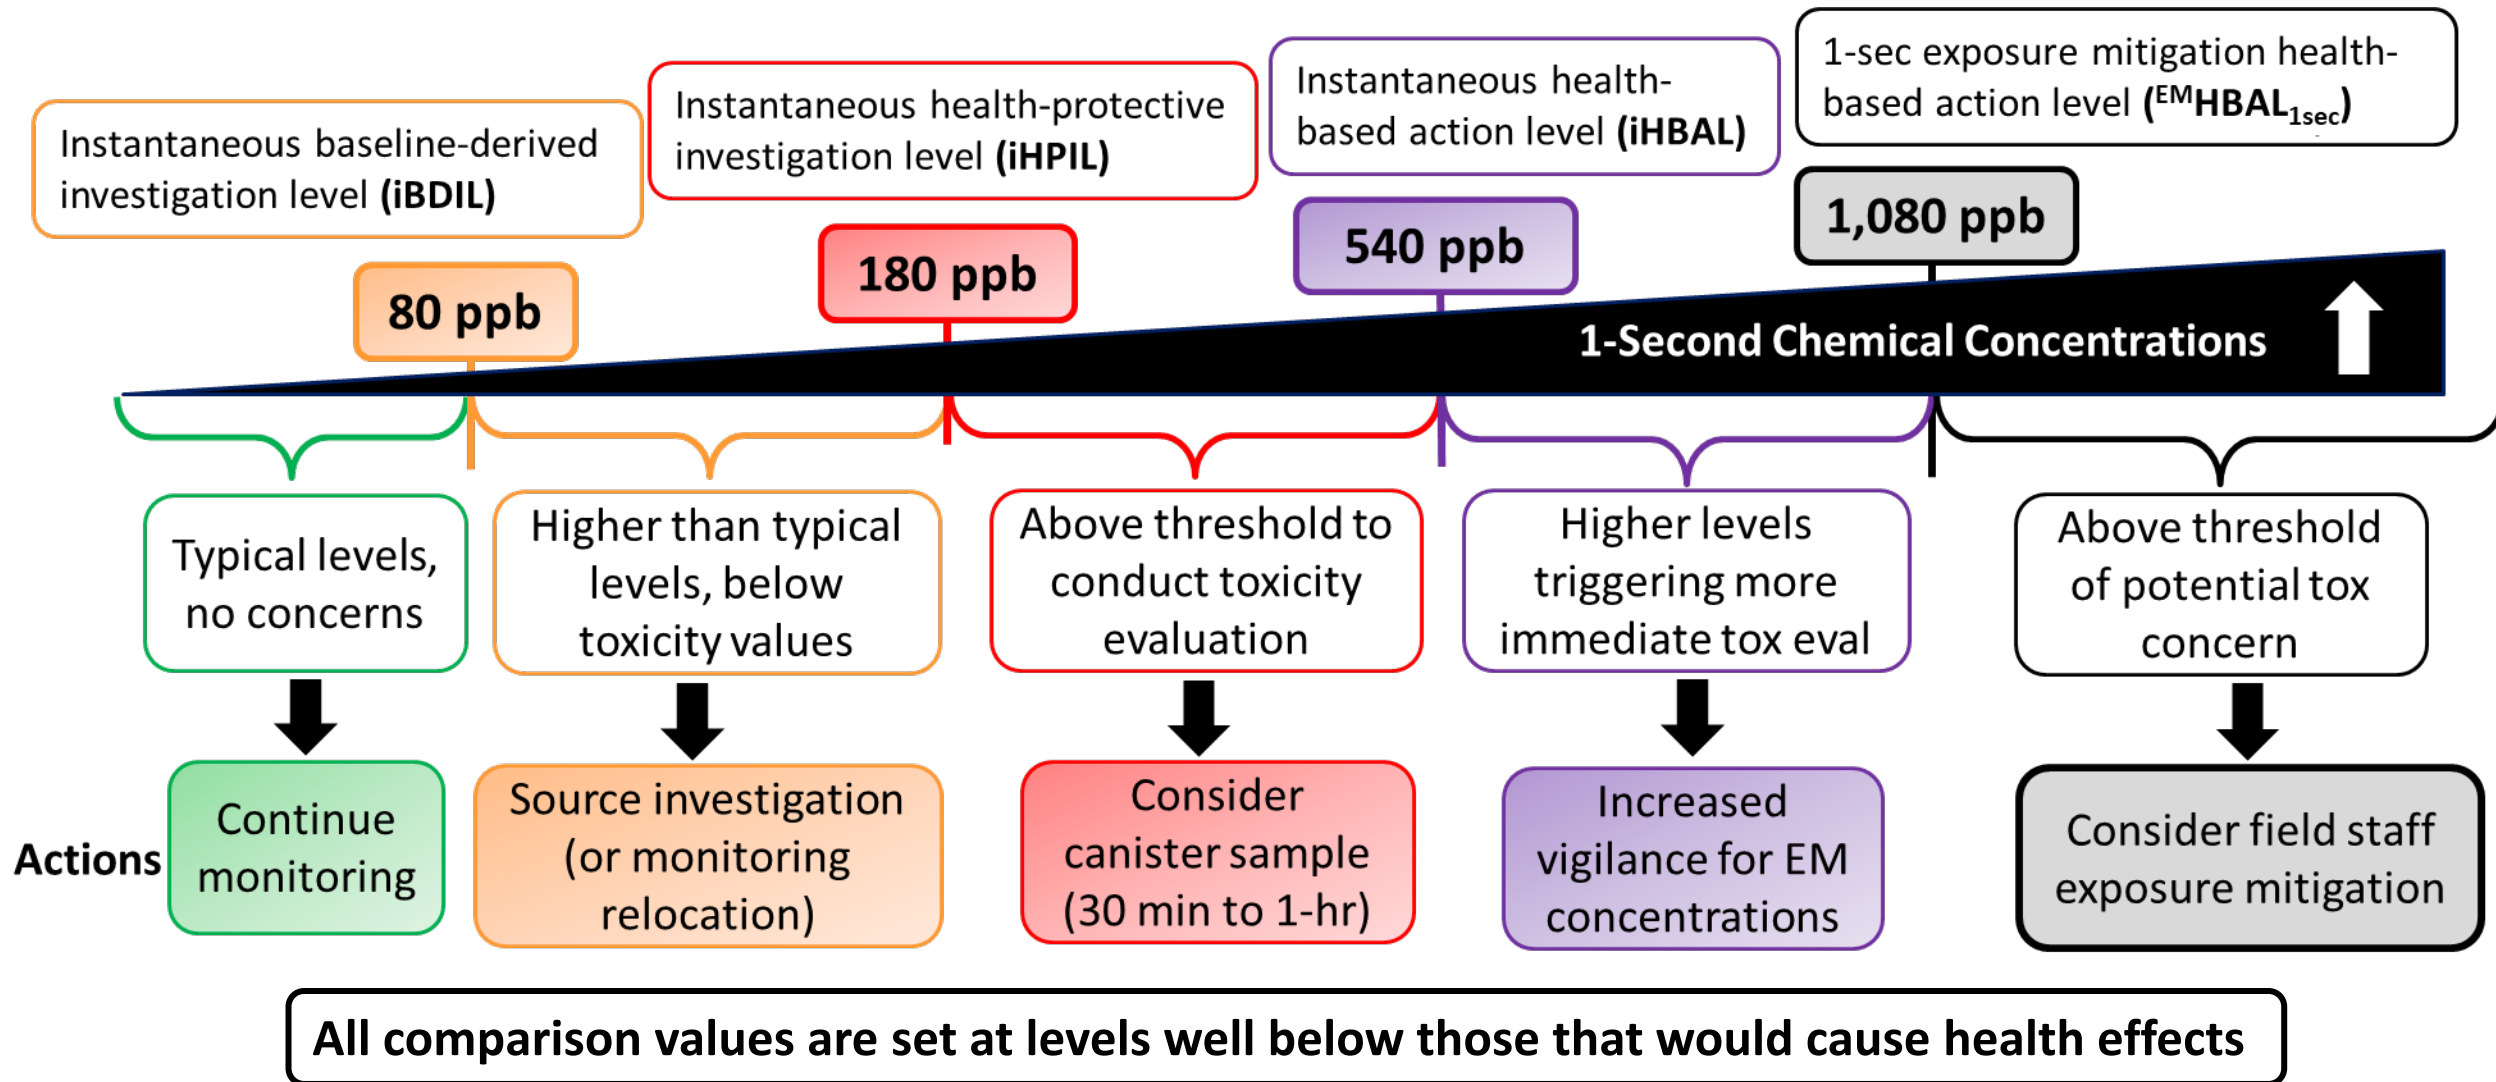 Instantaneous baseline-derived
investigation level (iBDIL)
Instantaneous health-protective
investigation level (iHPIL)
Instantaneous health-
based action level (iHBAL)
1-sec exposure mitigation health-
based action level (EMHBAL1sec)
80 ppb
180 ppb
540 ppb
1,080 ppb
1-Second Chemical Concentrations
Typical levels,
no concerns
Higher than typical
levels, below
toxicity values
Above threshold to
conduct toxicity
evaluation
Higher levels
triggering more
immediate tox eval
Above threshold
of potential tox
concern
Actions
Continue
monitoring
Source investigation
(or monitoring
relocation)
Consider
canister sample
(30 min to 1-hr)
Increased
vigilance for EM
concentrations
Consider field staff
exposure mitigation
All comparison values are set at levels well below those that would cause health effects